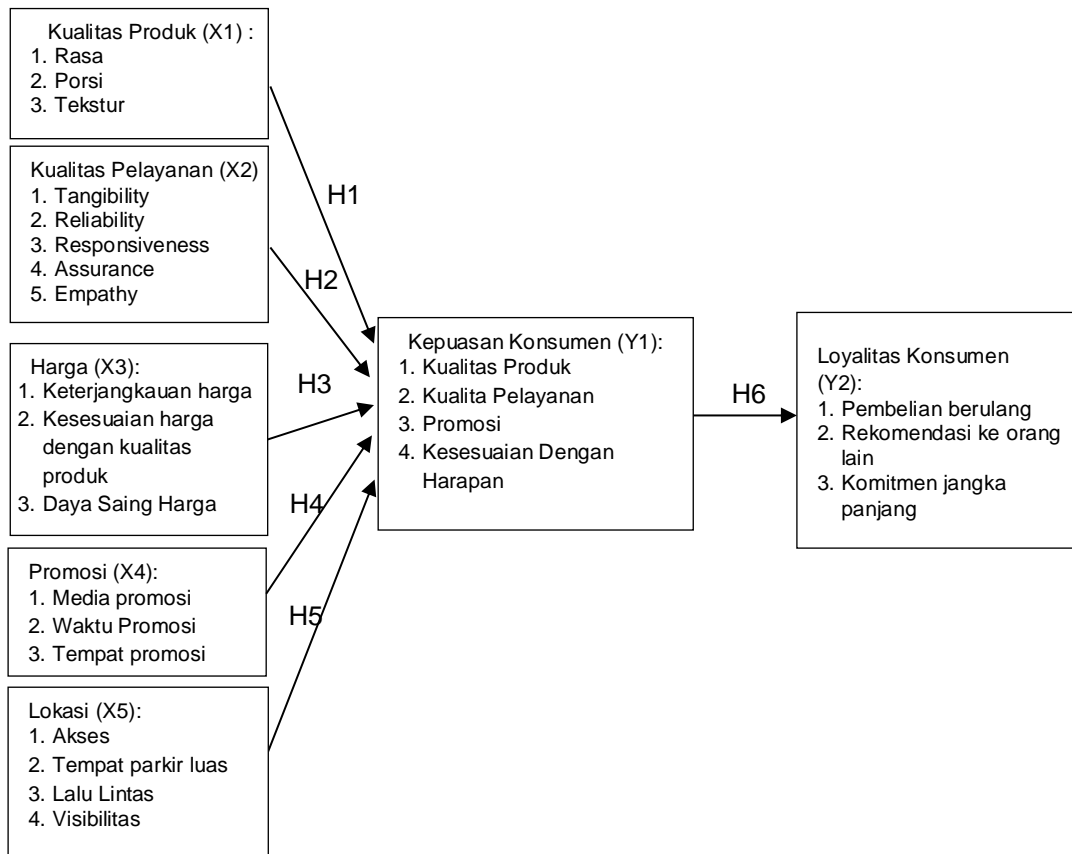 Kualitas Produk (X1) :
1. Rasa
2. Porsi
3. Tekstur
Kualitas Pelayanan (X2)
1. Tangibility
2. Reliability
3. Responsiveness
4. Assurance
5. Empathy
Harga (X3):
1. Keterjangkauan harga
2. Kesesuaian harga
dengan kualitas
produk
3. Daya Saing Harga
Promosi (X4):
1. Media promosi
2. Waktu Promosi
3. Tempat promosi
Lokasi (X5):
1. Akses
2. Tempat parkir luas
3. Lalu Lintas
4. Visibilitas
H1
H2
H3
H4
H5
Kepuasan Konsumen (Y1):
1. Kualitas Produk
2. Kualita Pelayanan
3. Promosi
4. Kesesuaian Dengan
Harapan
H6
Loyalitas Konsumen
(Y2):
1. Pembelian berulang
2. Rekomendasi ke orang
lain
3. Komitmen jangka
panjang